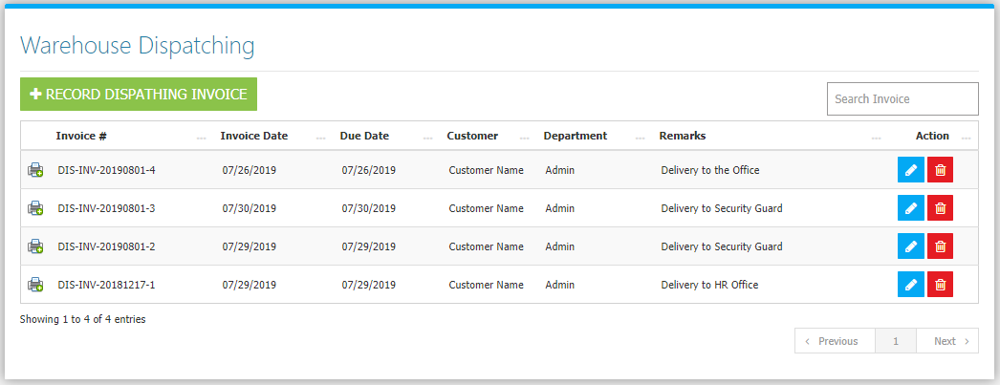 Warehouse Dispatching
RECORD DISPATHING INVOICE
Search Invoice
Invoice # ... Invoice Date ... Due Date ... Customer ... Department ... Remarks ... Action ...
DIS-INV-20190801-4 07/26/2019 07/26/2019 Customer Name Admin Delivery to the Office
DIS-INV-20190801-3 07/30/2019 07/30/2019 Customer Name Admin Delivery to Security Guard
DIS-INV-20190801-2 07/29/2019 07/29/2019 Customer Name Admin Delivery to Security Guard
DIS-INV-20181217-1 07/29/2019 07/29/2019 Customer Name Admin Delivery to HR Office
Showing 1 to 4 of 4 entries
< Previous 1 Next >